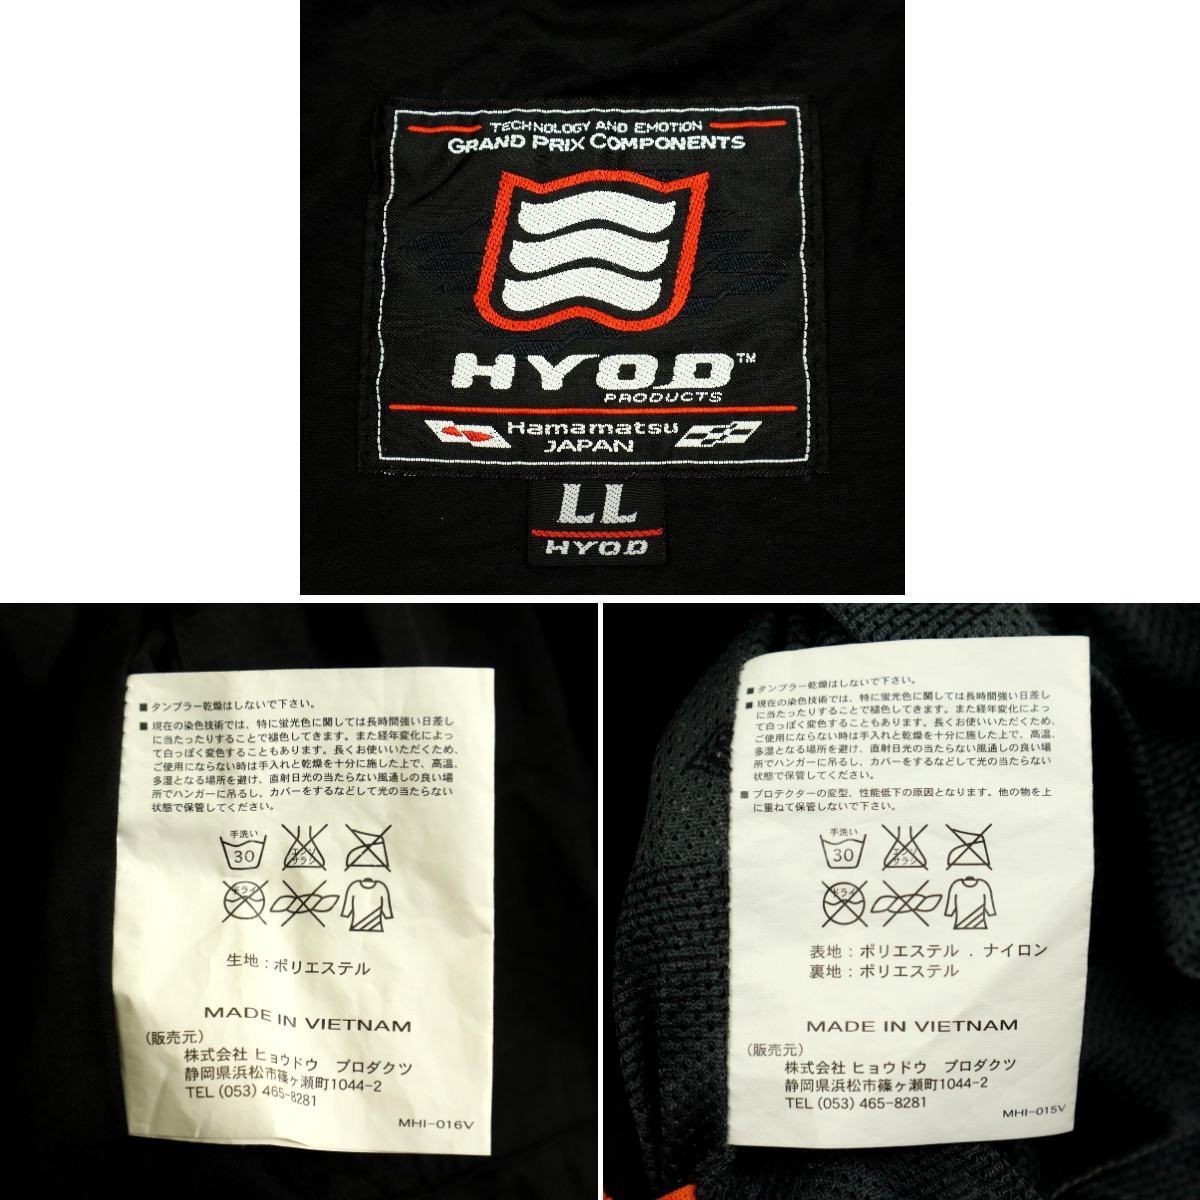 TECHNOLOGY AND EMOTION
GRAND PRIX COMPONENTS
HYOD™
PRODUCTS
Hamamatsu
JAPAN
LL
HYOD
■ タンブラー乾燥はしないで下さい。
■ 現在の染色技術では、特に蛍光色に関しては長時間強い日差し
に当たったりすることで褪色してきます。また経年変化によっ
て白っぽく変色することもあります。長くお使いいただくため、
ご使用にならない時は手入れと乾燥を十分に施した上で、高温、
多湿となる場所を避け、直射日光の当たらない風通しの良い場
所でハンガーに吊るし、カバーをするなどして光の当たらない
状態で保管してください。
手洗い
30
エンソ
サラシ
ドライ
生地：ポリエステル
MADE IN VIETNAM
（販売元）
株式会社 ヒョウドウ プロダクツ
静岡県浜松市篠ヶ瀬町1044-2
TEL (053) 465-8281
MHI-016V
■ タンブラー乾燥はしないで下さい。
■ 現在の染色技術では、特に蛍光色に関しては長時間強い日差し
に当たったりすることで褪色してきます。また経年変化によっ
て白っぽく変色することもあります。長くお使いいただくため、
ご使用にならない時は手入れと乾燥を十分に施した上で、高温、
多湿となる場所を避け、直射日光の当たらない風通しの良い場
所でハンガーに吊るし、カバーをするなどして光の当たらない
状態で保管してください。
■ プロテクターの変型、性能低下の原因となります。他の物を上
に重ねて保管しないで下さい。
手洗い
30
エンソ
サラシ
ドライ
表地：ポリエステル . ナイロン
裏地：ポリエステル
MADE IN VIETNAM
（販売元）
株式会社 ヒョウドウ プロダクツ
静岡県浜松市篠ヶ瀬町1044-2
TEL (053) 465-8281
MHI-015V